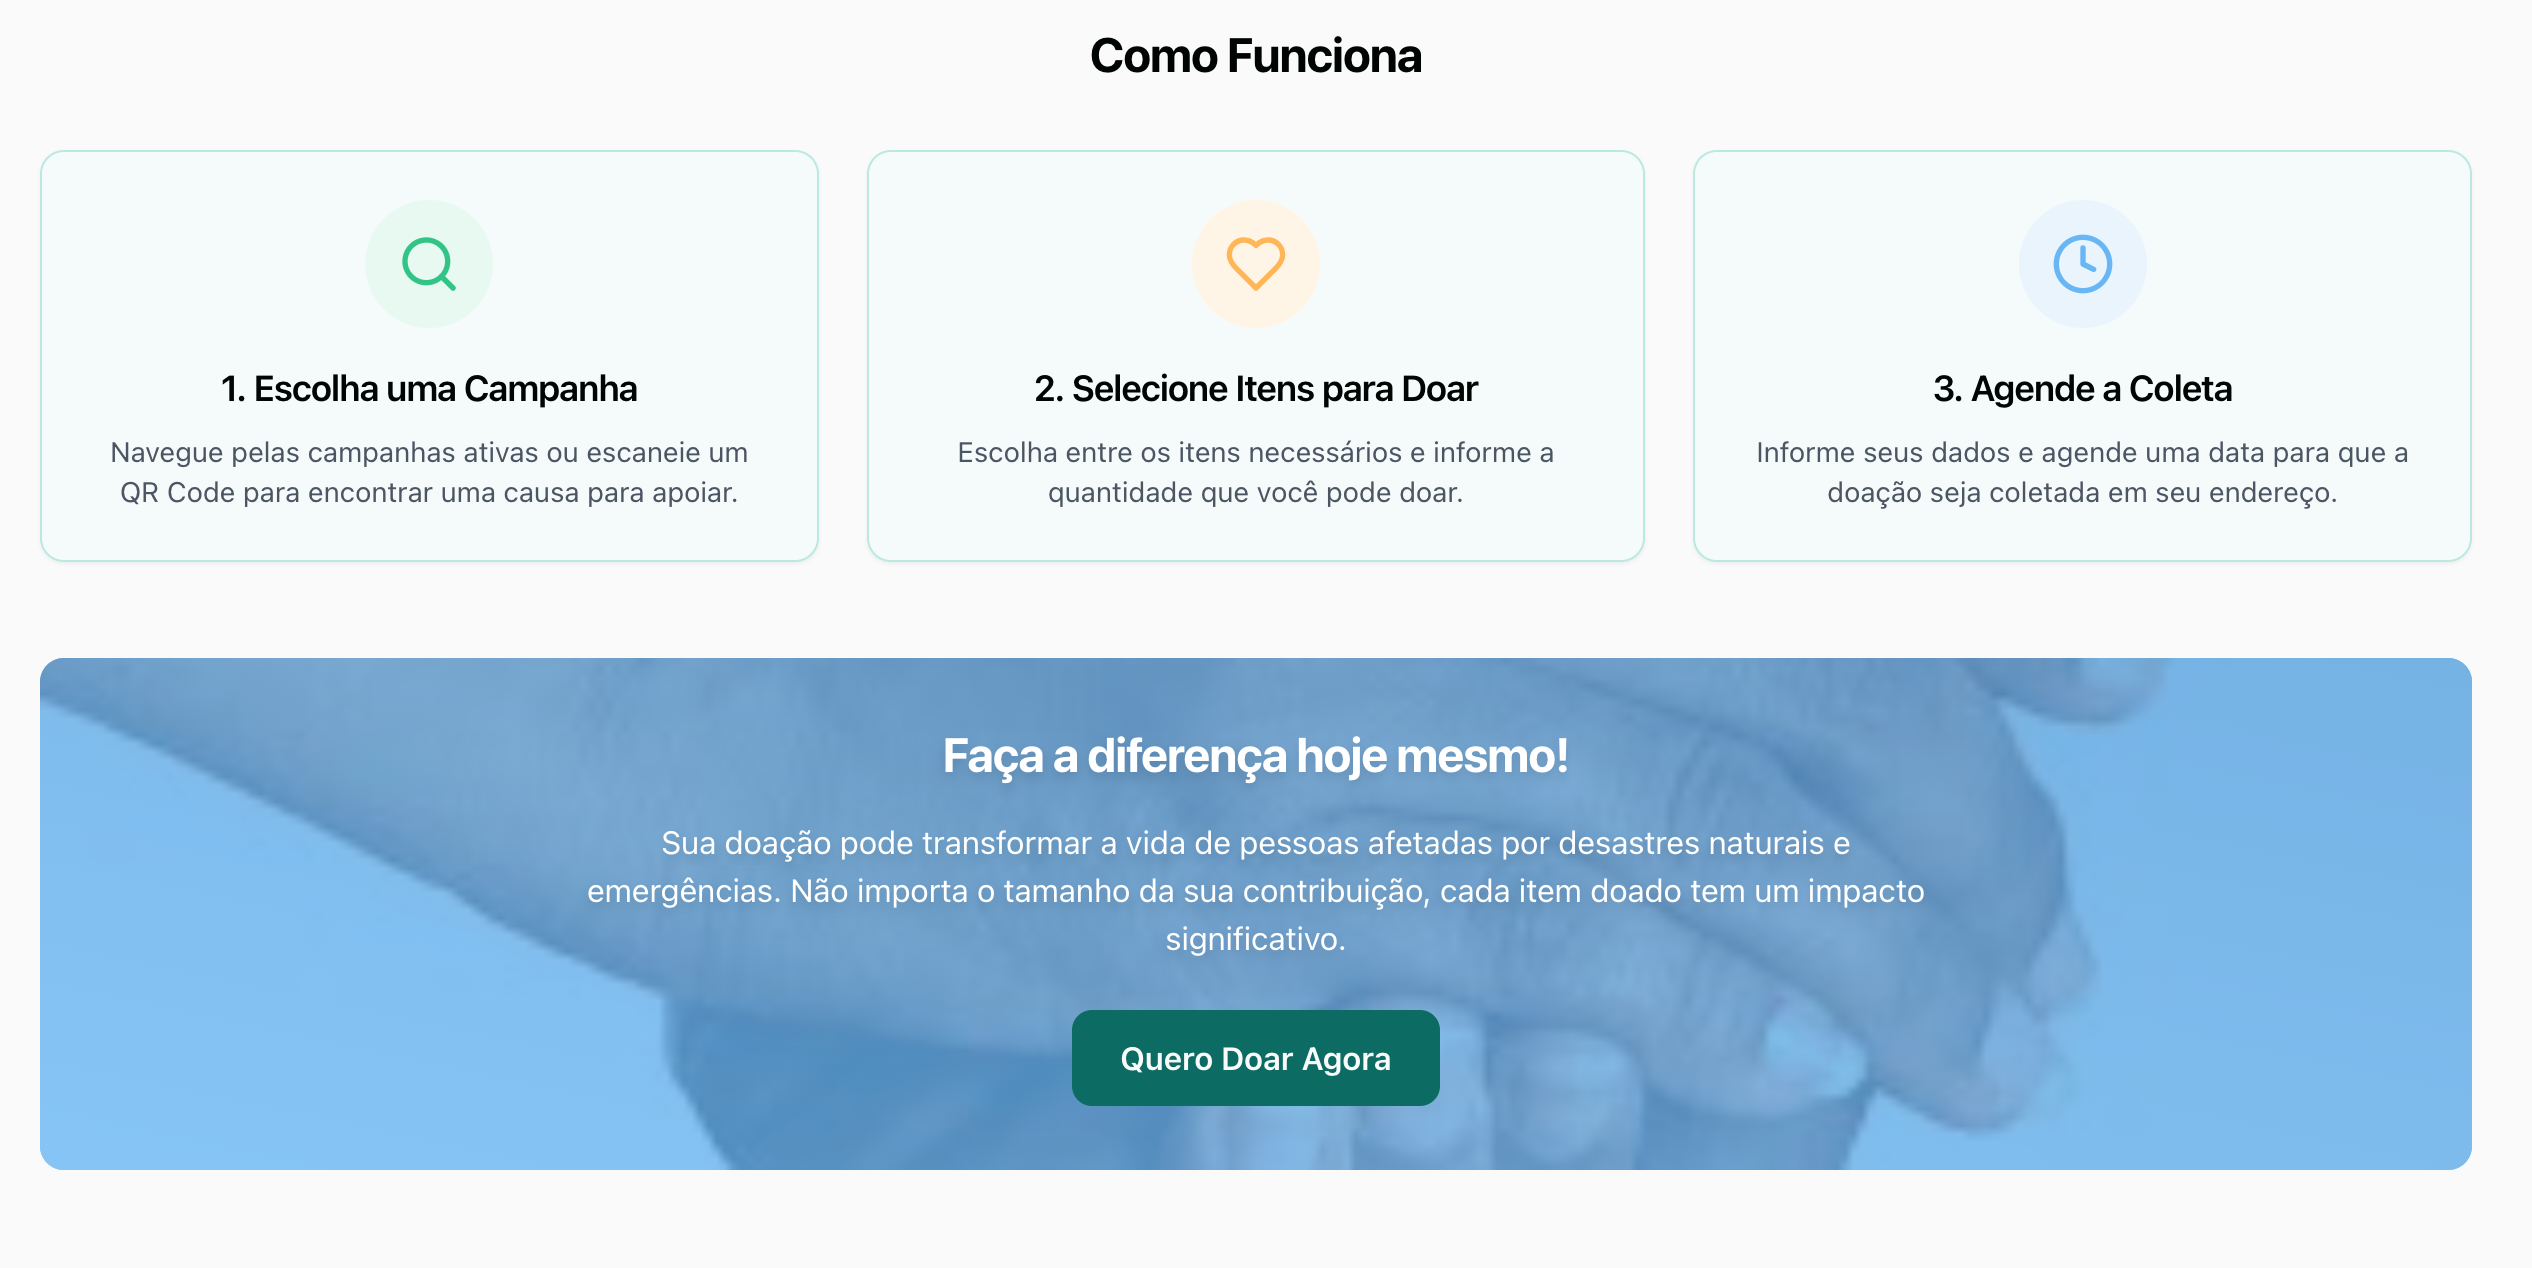 Como Funciona
1. Escolha uma Campanha
Navegue pelas campanhas ativas ou escaneie um
QR Code para encontrar uma causa para apoiar.
2. Selecione Itens para Doar
Escolha entre os itens necessários e informe a
quantidade que você pode doar.
3. Agende a Coleta
Informe seus dados e agende uma data para que a
doação seja coletada em seu endereço.
Faça a diferença hoje mesmo!
Sua doação pode transformar a vida de pessoas afetadas por desastres naturais e
emergências. Não importa o tamanho da sua contribuição, cada item doado tem um impacto
significativo.
Quero Doar Agora